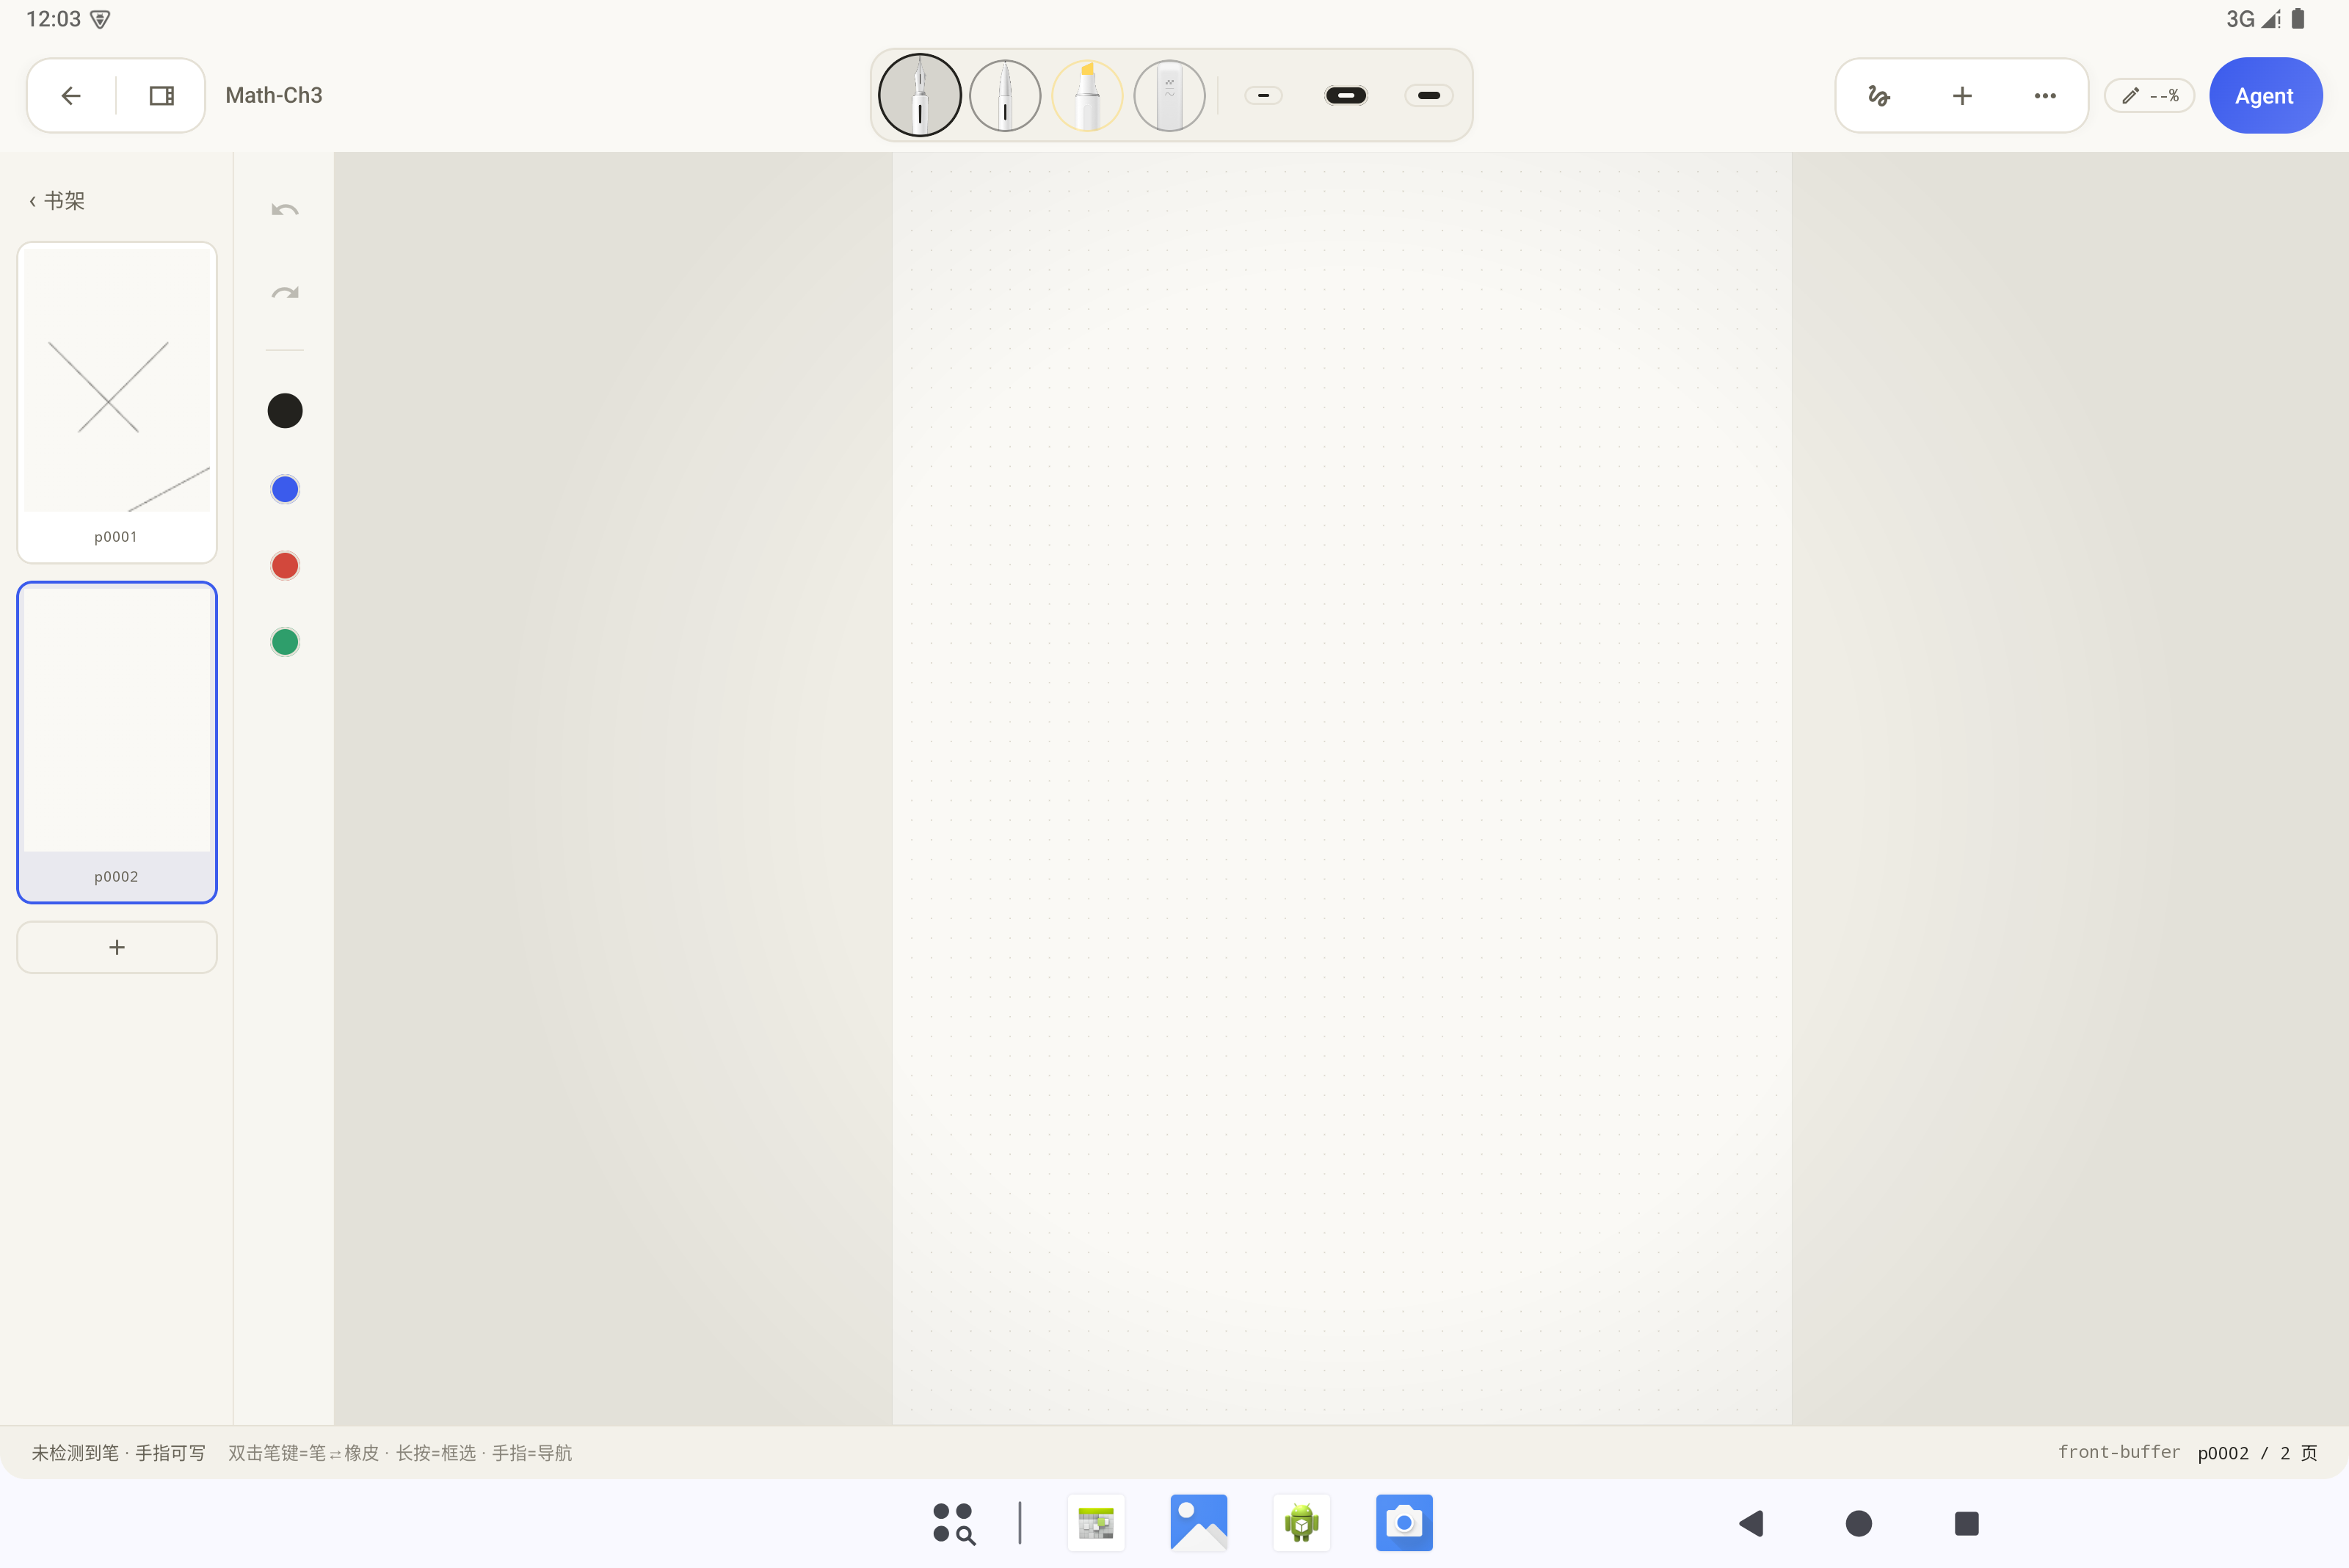 12:03
3G
Math-Ch3
--%
Agent
‹ 书架
p0001
p0002
+
未检测到笔 · 手指可写 双击笔键=笔⇄橡皮 · 长按=框选 · 手指=导航
front-buffer p0002 / 2 页